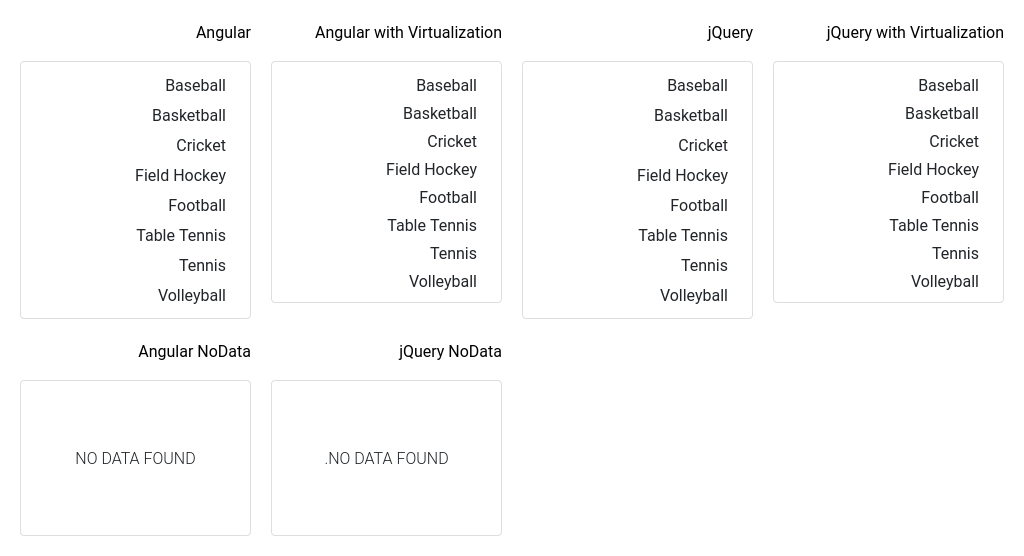 Angular
Baseball
Basketball
Cricket
Field Hockey
Football
Table Tennis
Tennis
Volleyball
Angular with Virtualization
Baseball
Basketball
Cricket
Field Hockey
Football
Table Tennis
Tennis
Volleyball
jQuery
Baseball
Basketball
Cricket
Field Hockey
Football
Table Tennis
Tennis
Volleyball
jQuery with Virtualization
Baseball
Basketball
Cricket
Field Hockey
Football
Table Tennis
Tennis
Volleyball
Angular NoData
NO DATA FOUND
jQuery NoData
.NO DATA FOUND